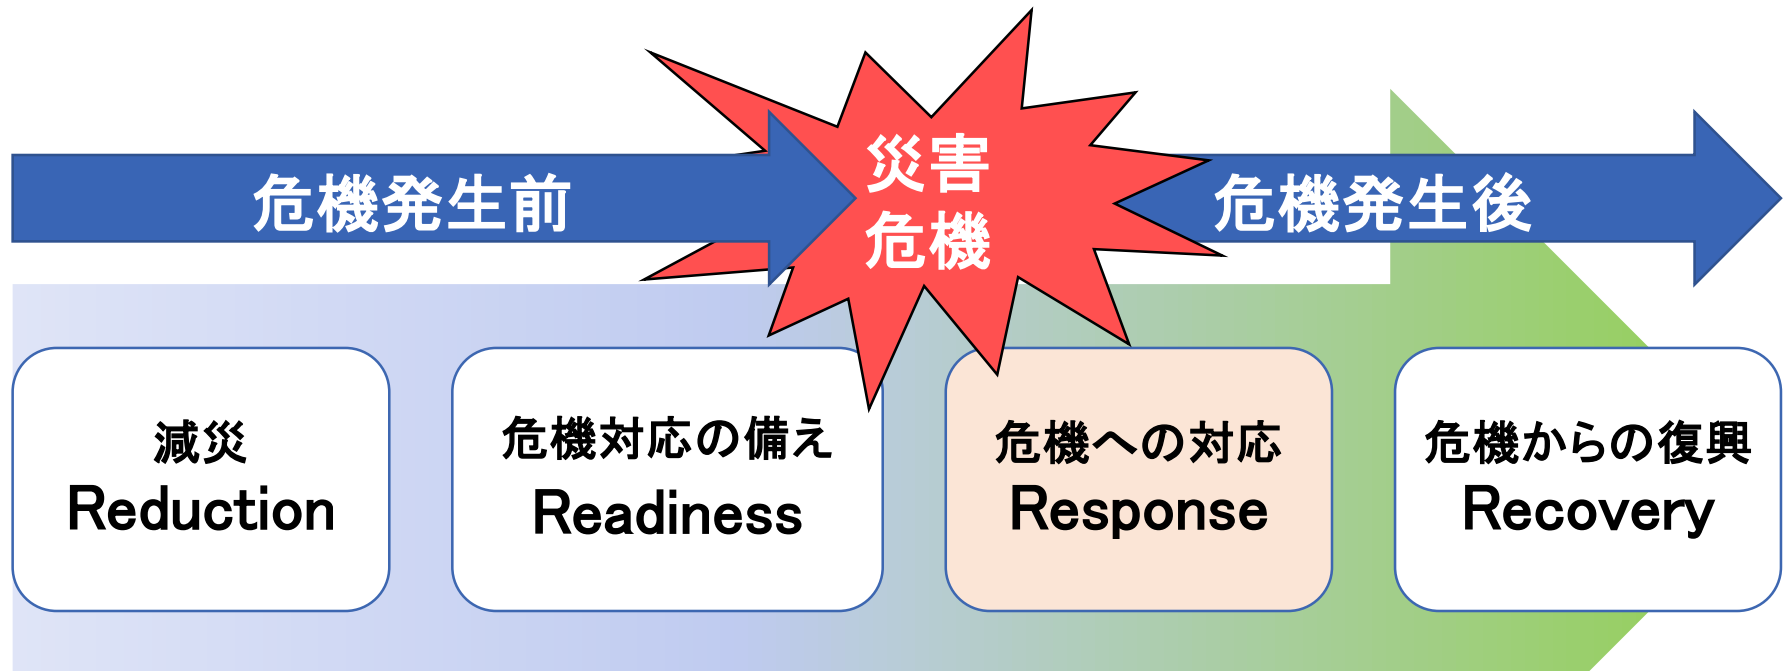 危機発生前
災害
危機
危機発生後
減災
Reduction
危機対応の備え
Readiness
危機への対応
Response
危機からの復興
Recovery